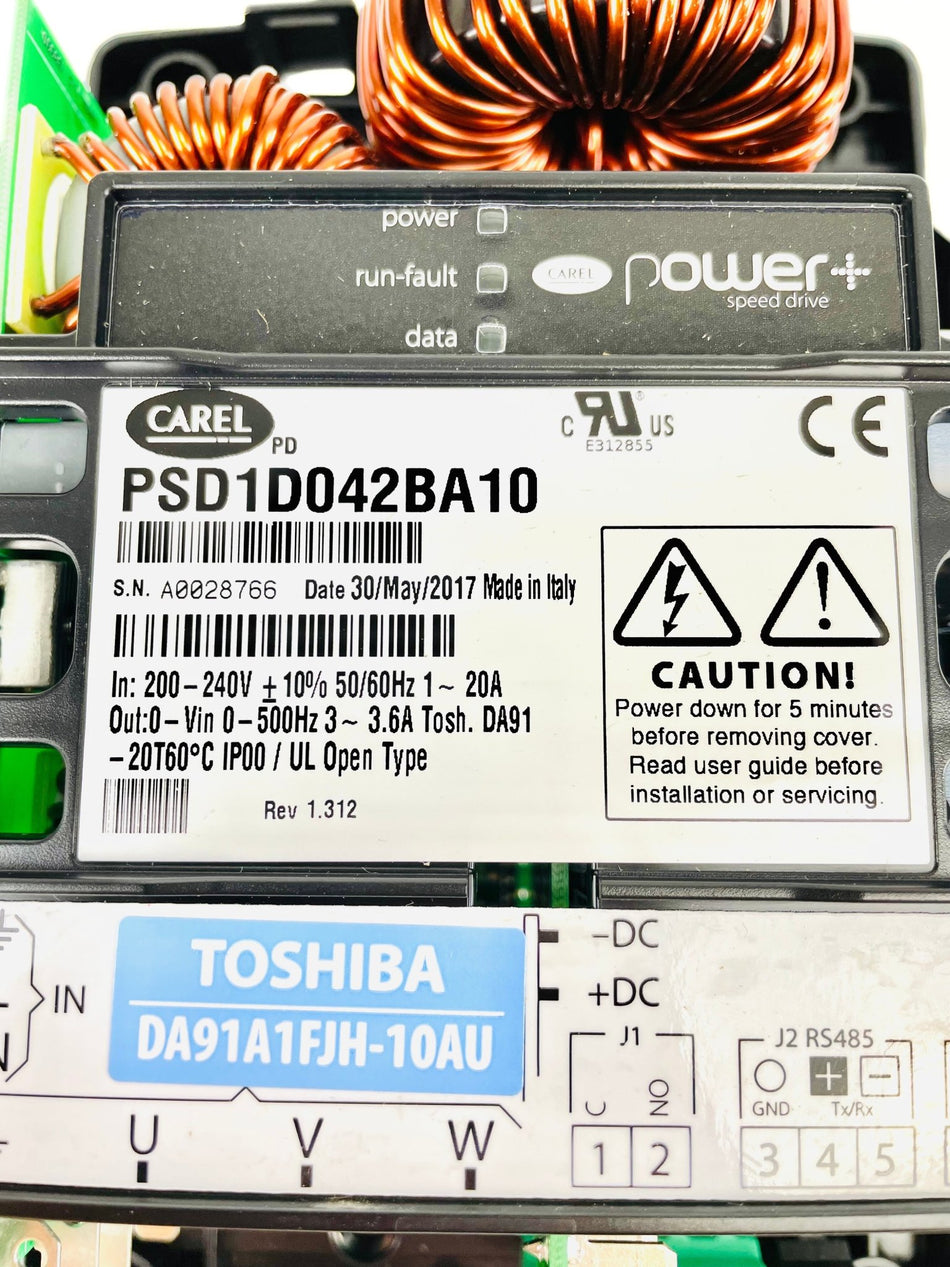 power
run-fault
data
CAREL
power+
speed drive
CAREL
PD
C RU US
®
E312855
CE
PSD1D042BA10
S.N. A0028766 Date 30/May/2017 Made in Italy
In: 200-240V ±10% 50/60Hz 1~ 20A
Out:0-Vin 0-500Hz 3~ 3.6A Tosh. DA91
-20T60°C IP00 / UL Open Type
Rev 1.312
CAUTION!
Power down for 5 minutes
before removing cover.
Read user guide before
installation or servicing.
IN
N
TOSHIBA
DA91A1FJH-10AU
-DC
+DC
J1
C NO
1 2
J2 RS485
+ -
GND Tx/Rx
3 4 5
U V W